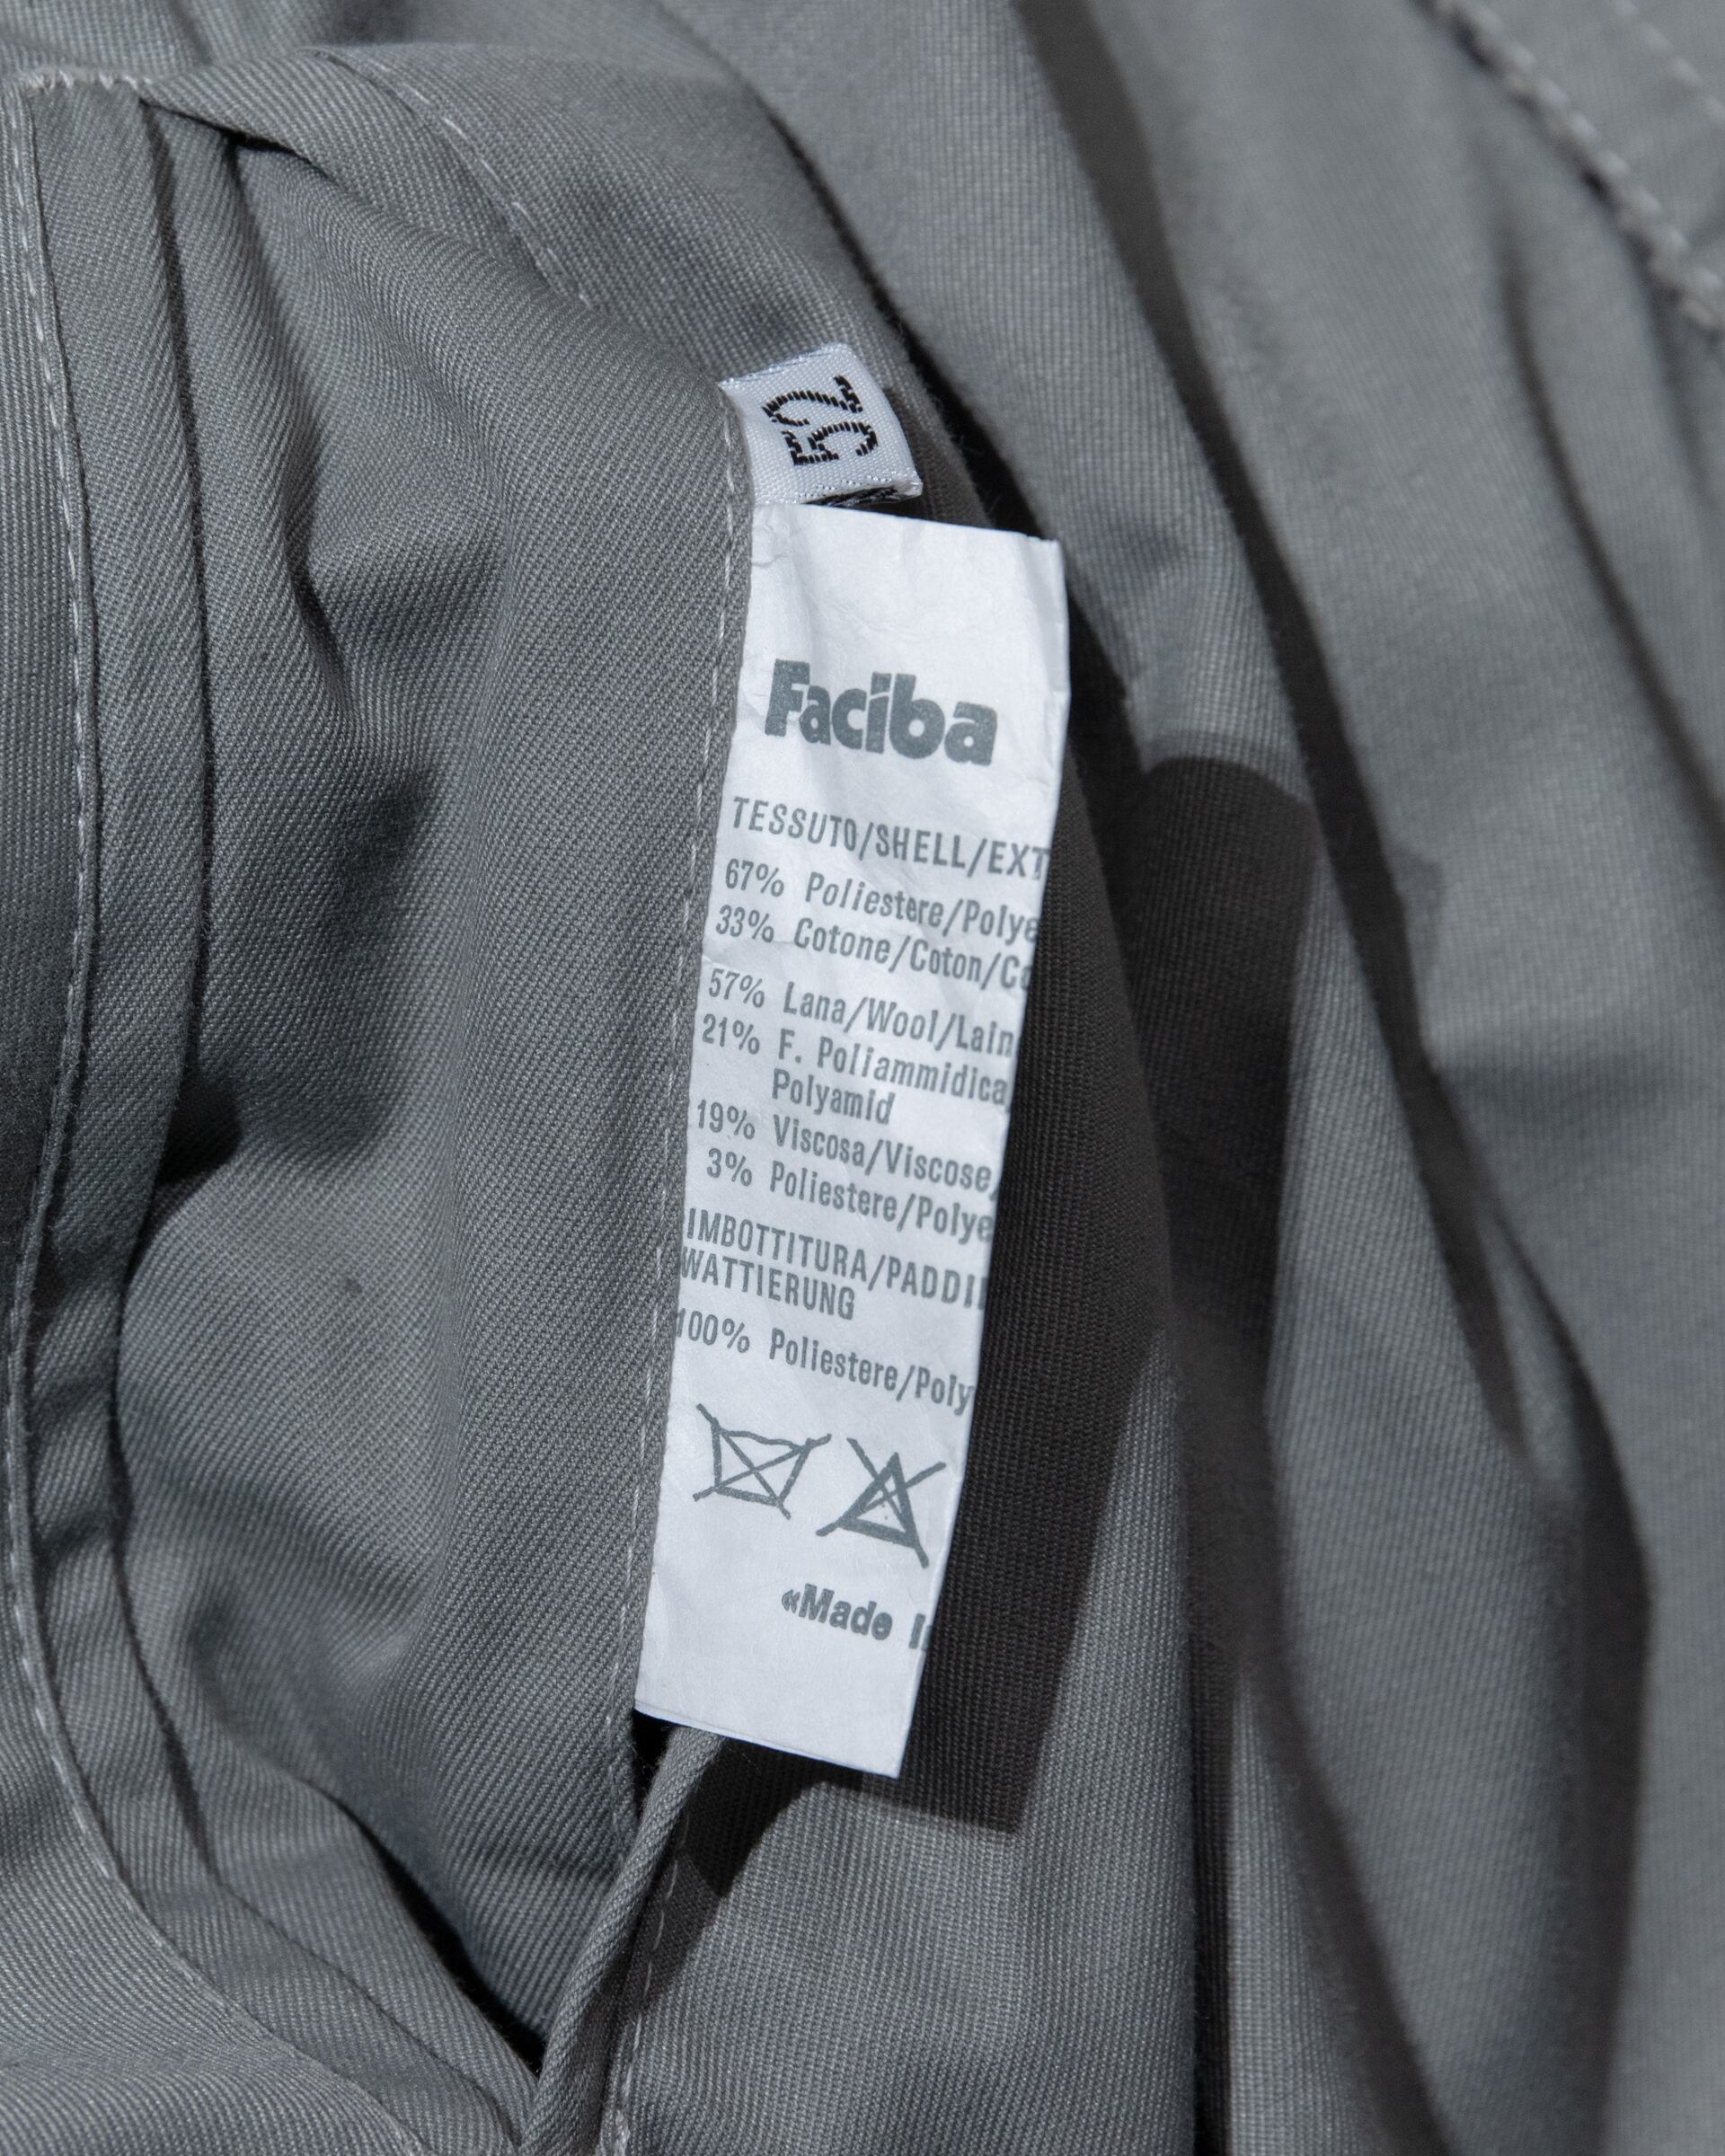 52
Faciba
TESSUTO/SHELL/EXT
67% Poliestere/Polye
33% Cotone/Coton/Co
57% Lana/Wool/Lain
21% F. Poliammidica
Polyamid
19% Viscosa/Viscose/
3% Poliestere/Polye
IMBOTTITURA/PADDI
WATTIERUNG
100% Poliestere/Poly
«Made I